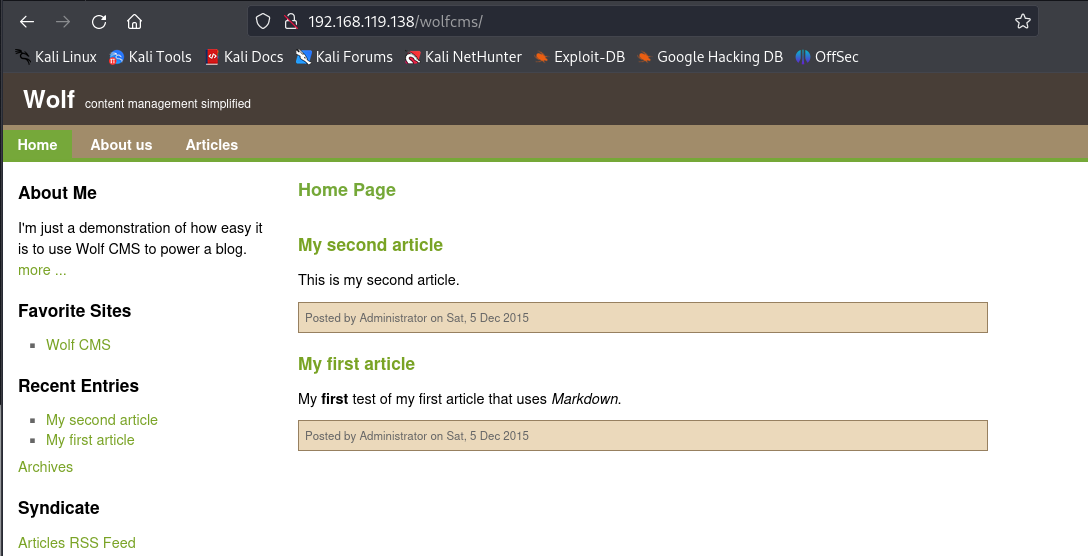 192.168.119.138/wolfcms/
Kali Linux Kali Tools Kali Docs Kali Forums Kali NetHunter Exploit-DB Google Hacking DB OffSec
Wolf content management simplified
Home About us Articles
About Me
I'm just a demonstration of how easy it
is to use Wolf CMS to power a blog.
more ...
Favorite Sites
Wolf CMS
Recent Entries
My second article
My first article
Archives
Syndicate
Articles RSS Feed
Home Page
My second article
This is my second article.
Posted by Administrator on Sat, 5 Dec 2015
My first article
My first test of my first article that uses Markdown.
Posted by Administrator on Sat, 5 Dec 2015